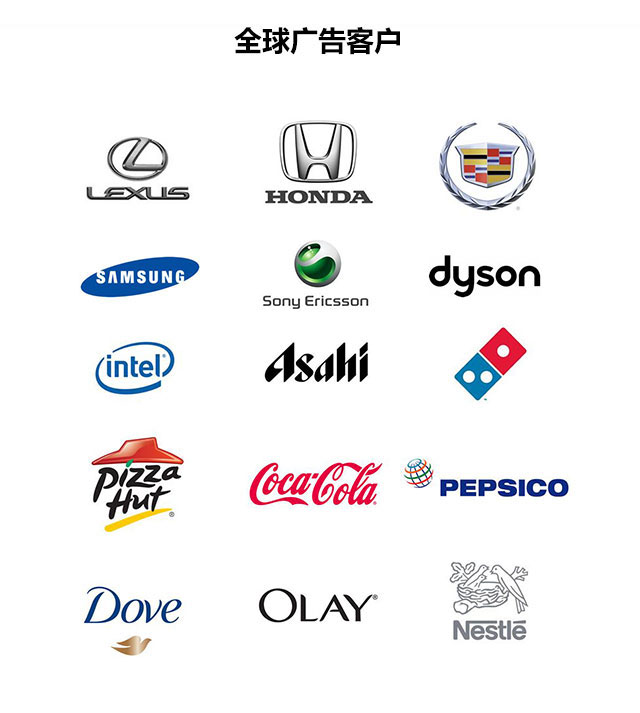 全球广告客户
LEXUS
HONDA
SAMSUNG
Sony Ericsson
dyson
intel
Asahi
Pizza
Hut
Coca-Cola
PEPSICO
Dove
OLAY
Nestlé